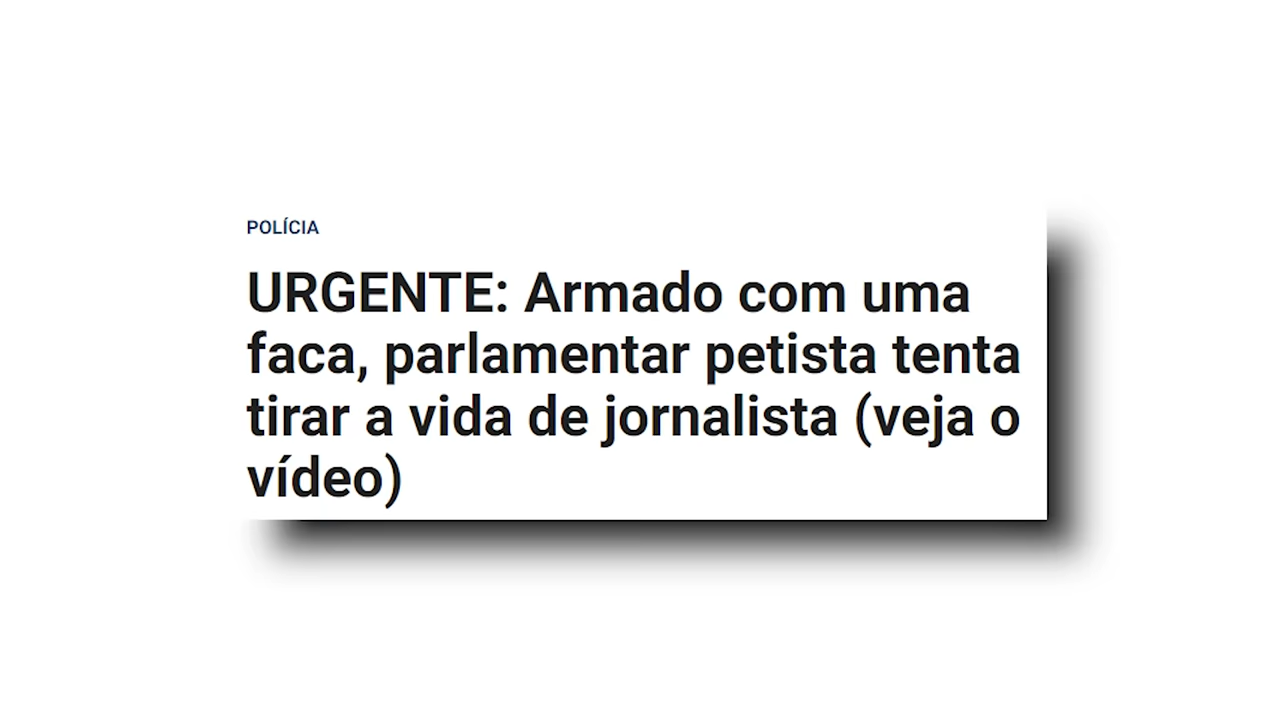 POLÍCIA
URGENTE: Armado com uma
faca, parlamentar petista tenta
tirar a vida de jornalista (veja o
vídeo)